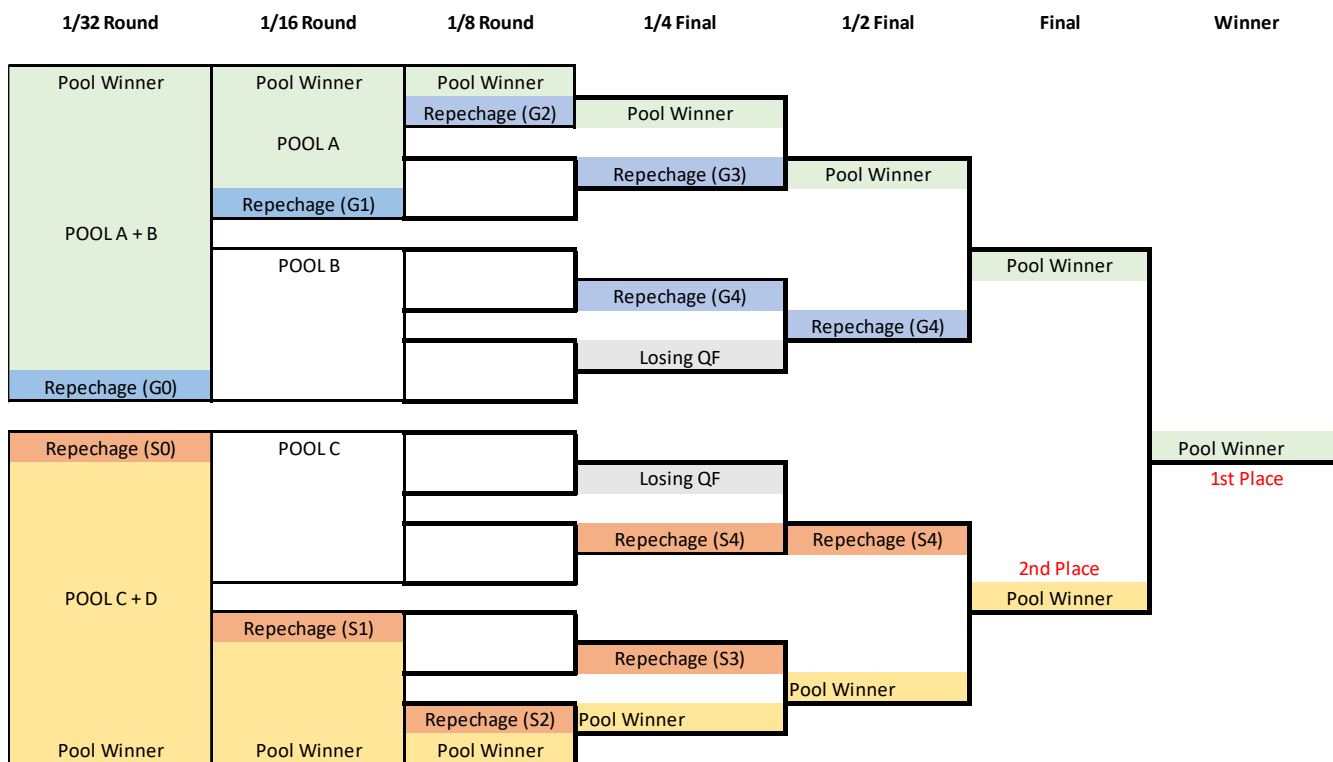 1/32 Round 1/16 Round 1/8 Round 1/4 Final 1/2 Final Final Winner
Pool Winner Pool Winner Pool Winner
Repechage (G2) Pool Winner
POOL A
Repechage (G3) Pool Winner
Repechage (G1)
POOL A + B
POOL B Pool Winner
Repechage (G4)
Repechage (G4)
Losing QF
Repechage (G0)
Repechage (S0) POOL C Pool Winner
Losing QF 1st Place
Repechage (S4) Repechage (S4)
2nd Place
POOL C + D Pool Winner
Repechage (S1)
Repechage (S3)
Pool Winner
Repechage (S2) Pool Winner
Pool Winner Pool Winner Pool Winner